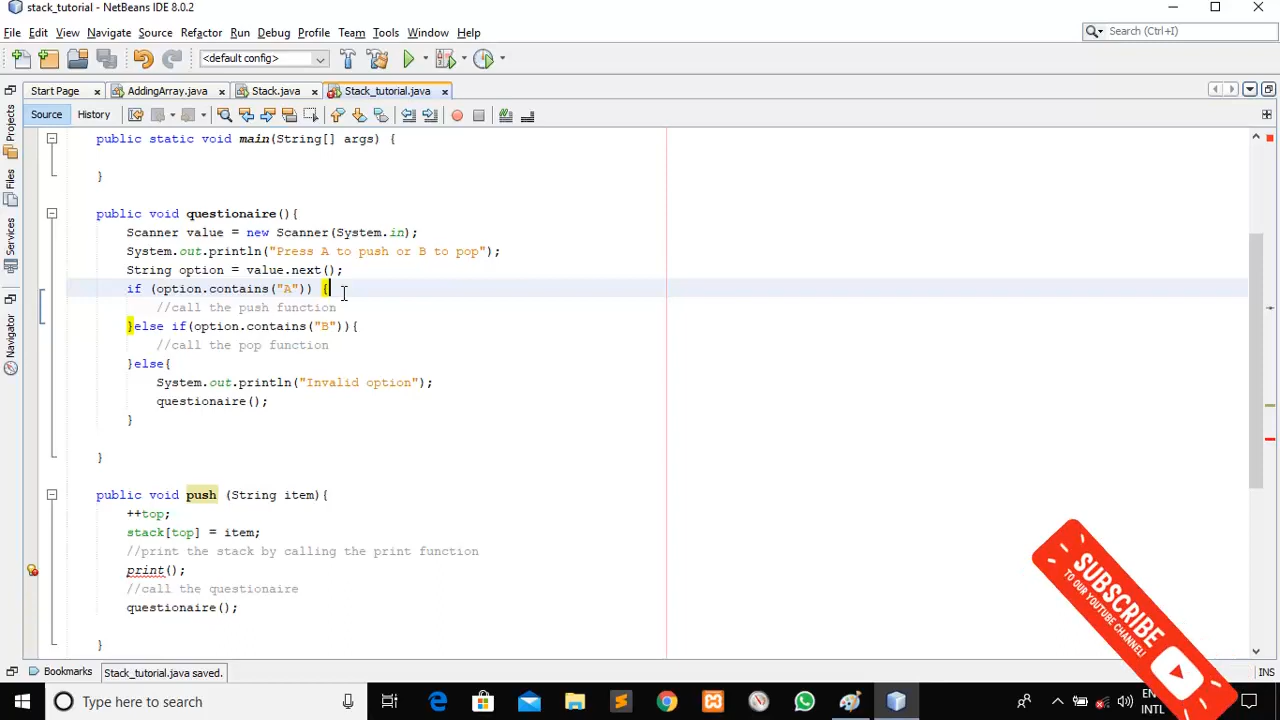 stack_tutorial - NetBeans IDE 8.0.2
File Edit View Navigate Source Refactor Run Debug Profile Team Tools Window Help
Search (Ctrl+I)
<default config>
Start Page AddingArray.java Stack.java Stack_tutorial.java
Source History
Projects
Files
Services
Navigator
public static void main(String[] args) {
}
public void questionaire(){
Scanner value = new Scanner(System.in);
System.out.println("Press A to push or B to pop");
String option = value.next();
if (option.contains("A")) {
//call the push function
}else if(option.contains("B")){
//call the pop function
}else{
System.out.println("Invalid option");
questionaire();
}
}
public void push (String item){
++top;
stack[top] = item;
//print the stack by calling the print function
print();
//call the questionaire
questionaire();
}
SUBSCRIBE
TO OUR YOUTUBE CHANNEL!
Bookmarks
Stack_tutorial.java saved.
INS
Type here to search
INTL